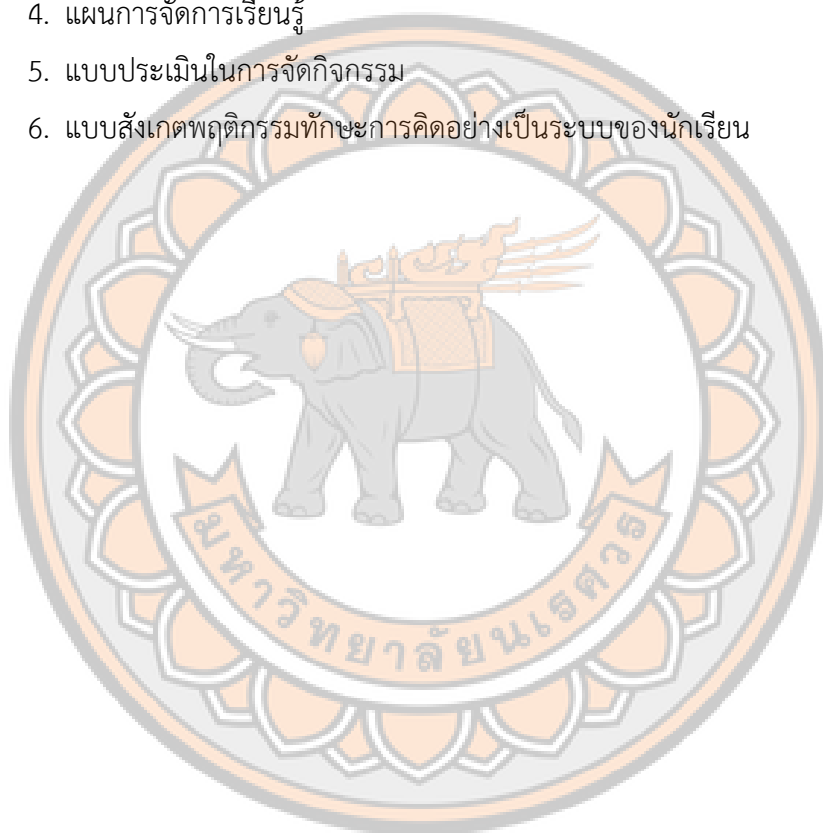 4. แผนการจัดการเรียนรู้
5. แบบประเมินในการจัดกิจกรรม
6. แบบสังเกตพฤติกรรมทักษะการคิดอย่างเป็นระบบของนักเรียน
มหาวิทยาลัยนเรศวร